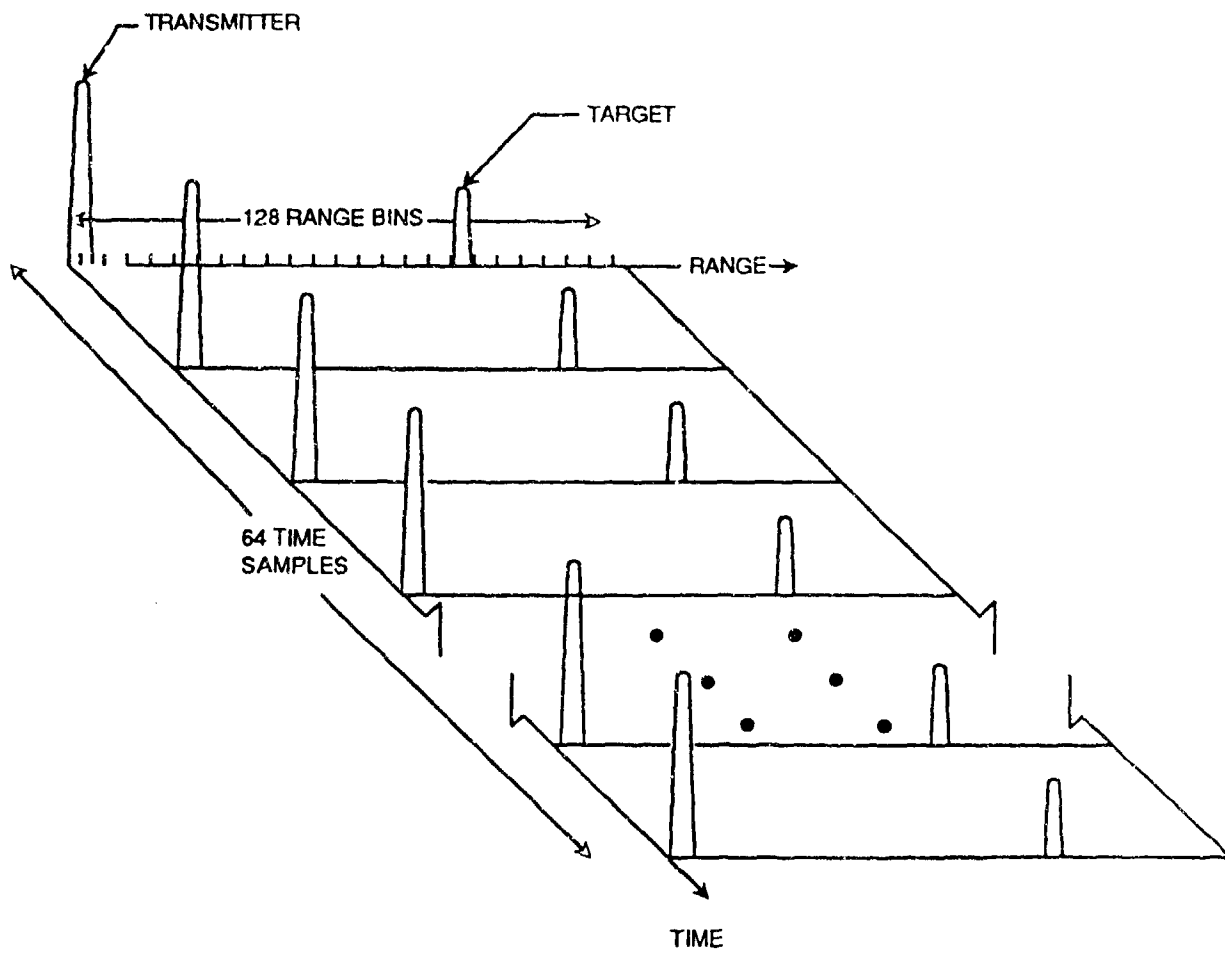 TRANSMITTER
TARGET
128 RANGE BINS
RANGE
64 TIME
SAMPLES
TIME